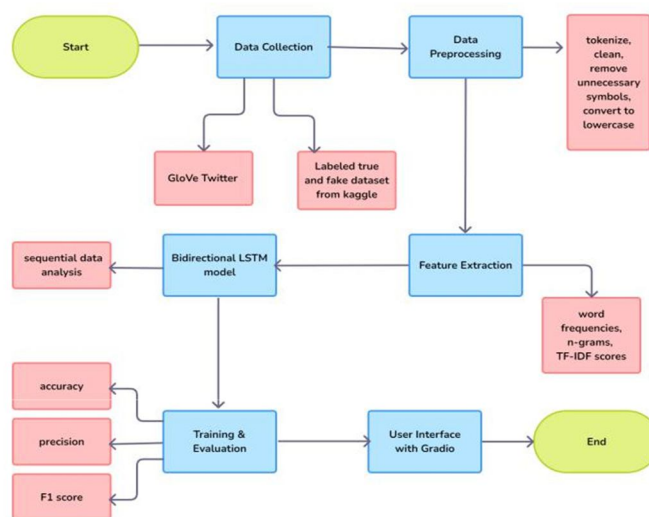 Start
Data Collection
Data
Preprocessing
tokenize,
clean,
remove
unnecessary
symbols,
convert to
lowercase
GloVe Twitter
Labeled true
and fake dataset
from kaggle
sequential data
analysis
Bidirectional LSTM
model
Feature Extraction
word
frequencies,
n-grams,
TF-IDF scores
accuracy
precision
F1 score
Training &
Evaluation
User Interface
with Gradio
End